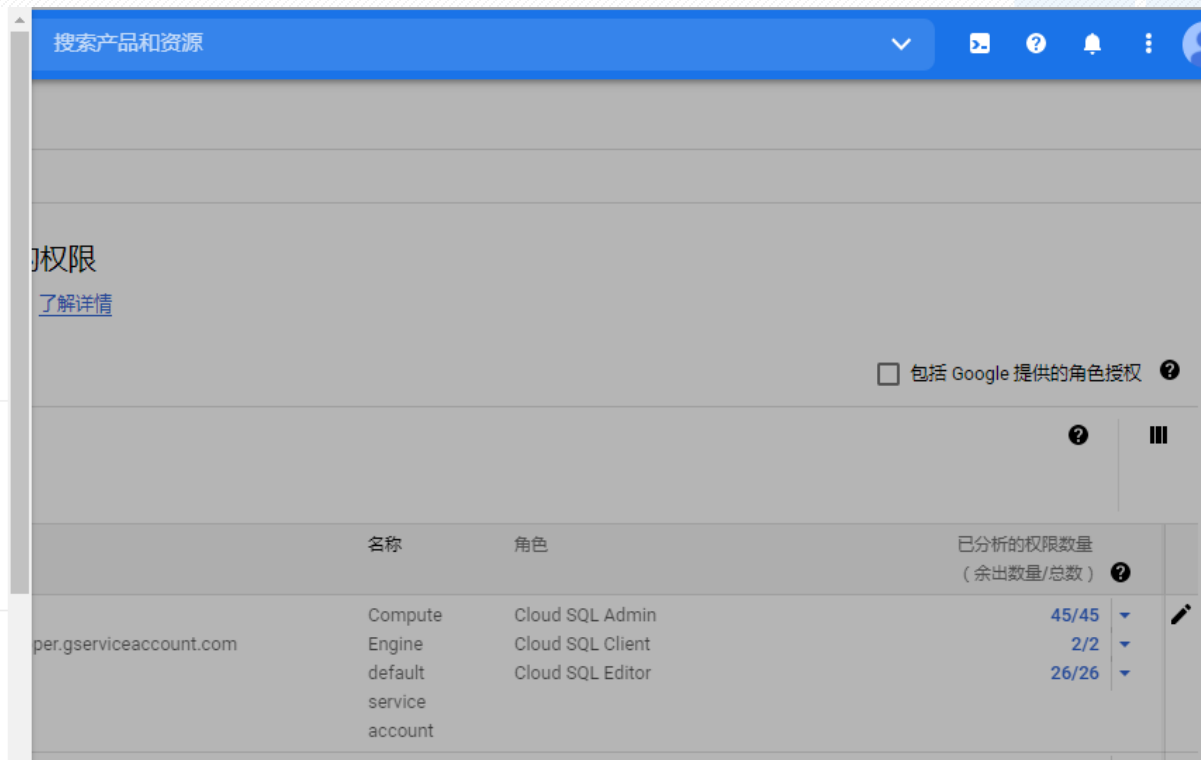 搜索产品和资源
权限
了解详情
包括 Google 提供的角色授权
名称
角色
已分析的权限数量
(余出数量/总数)
Compute
Cloud SQL Admin
45/45
per.gserviceaccount.com
Engine
Cloud SQL Client
2/2
default
Cloud SQL Editor
26/26
service
account